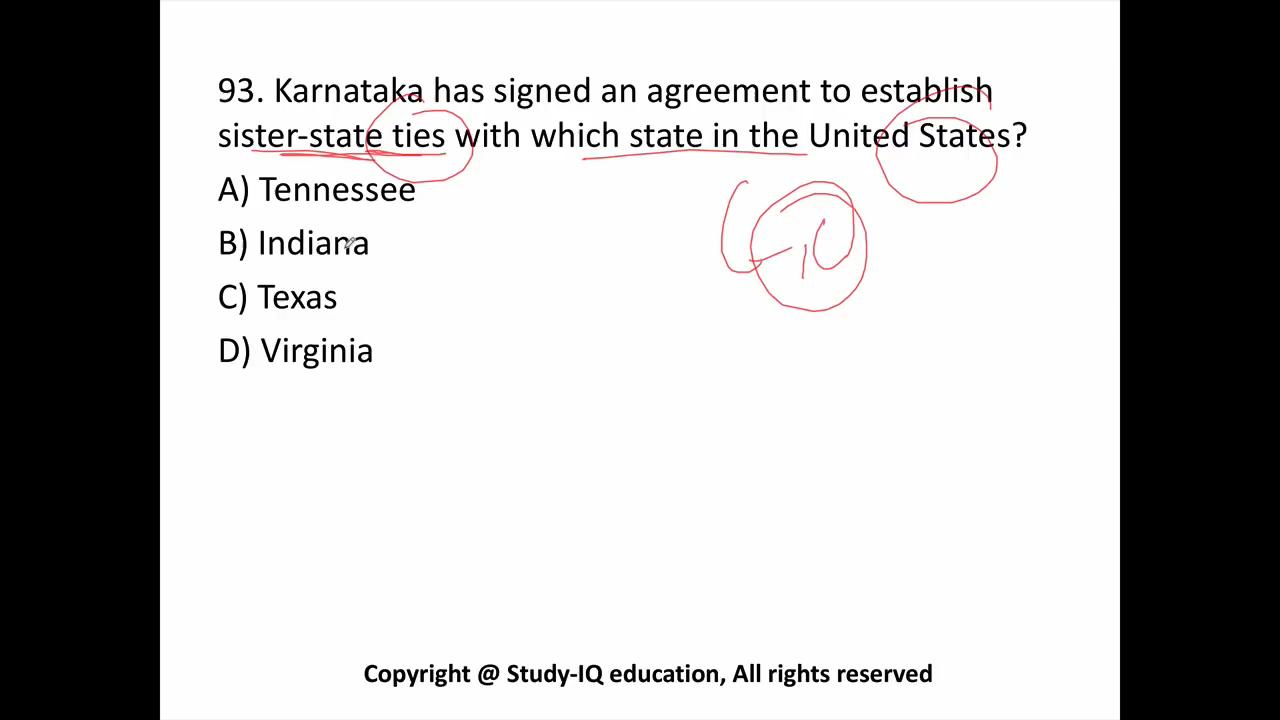 93. Karnataka has signed an agreement to establish
sister-state ties with which state in the United States?
A) Tennessee
B) Indiana
C) Texas
D) Virginia
Copyright @ Study-IQ education, All rights reserved